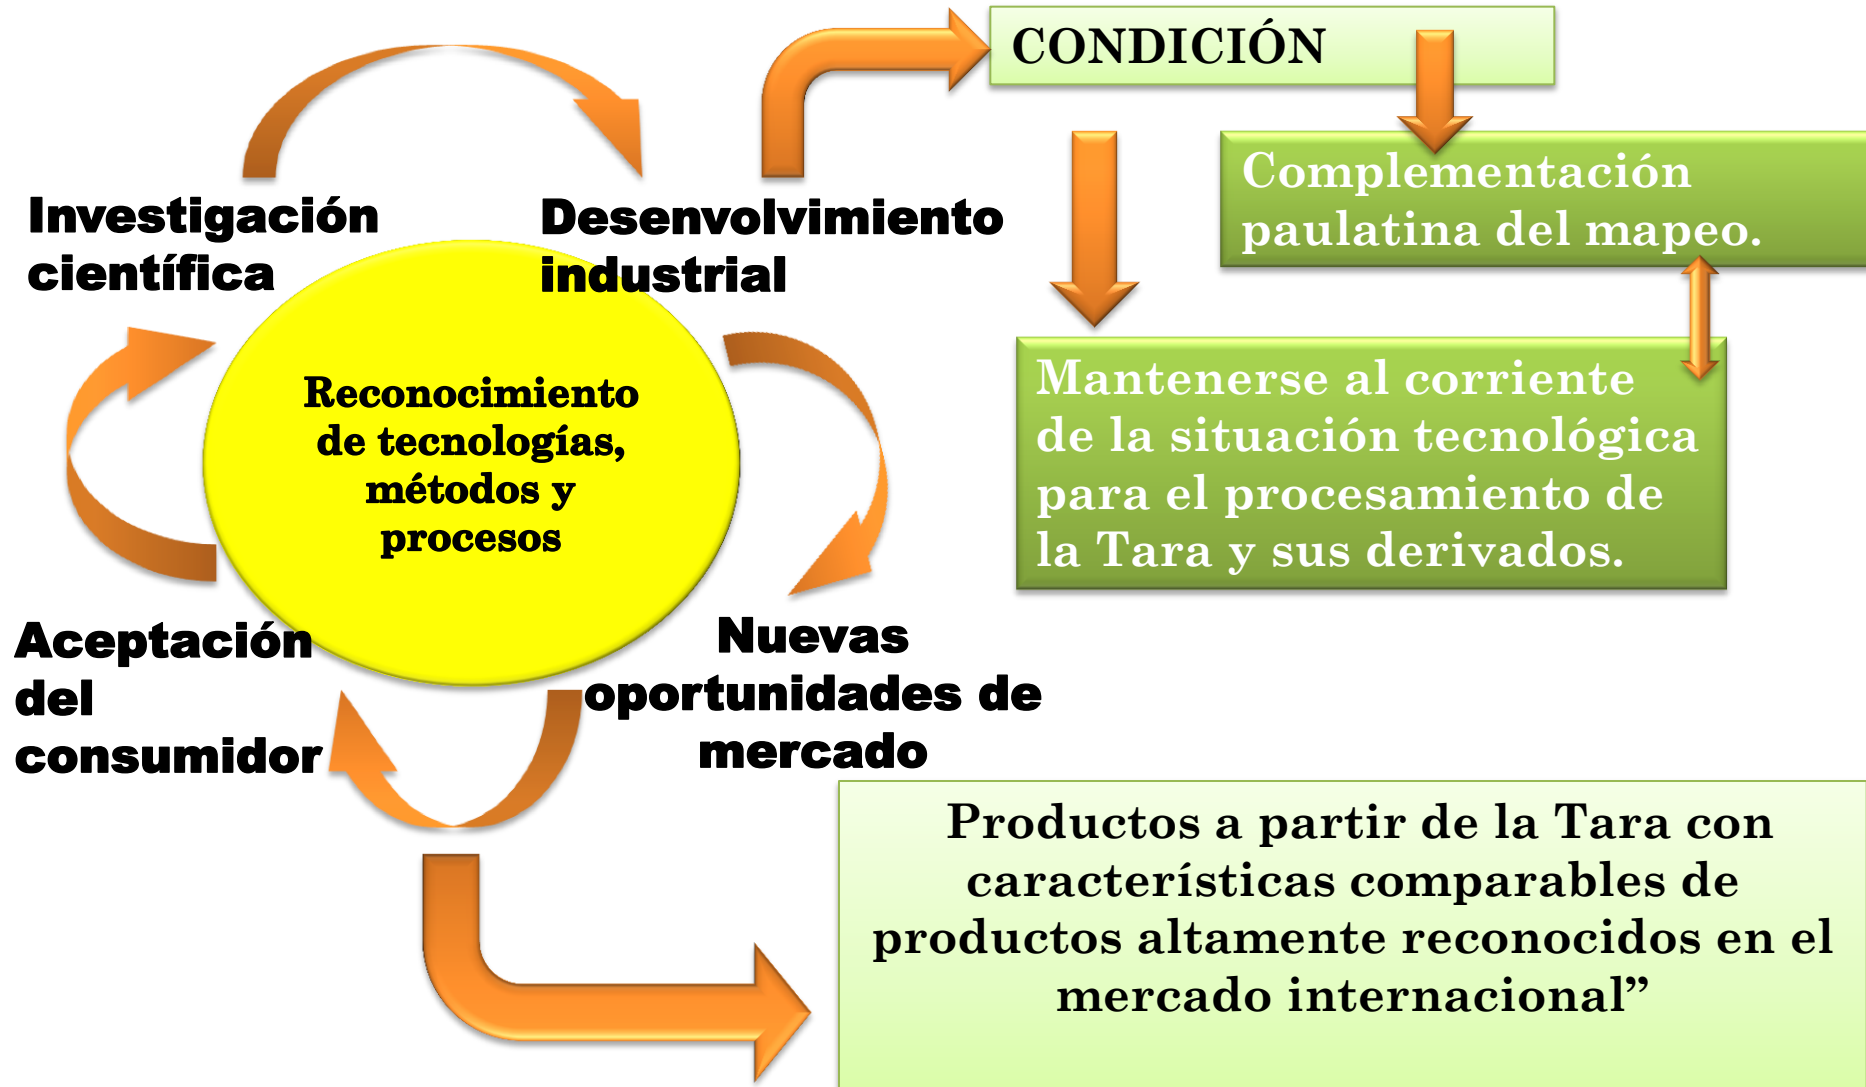 CONDICIÓN
Complementación
paulatina del mapeo.
Investigación
científica
Desenvolvimiento
industrial
Reconocimiento
de tecnologías,
métodos y
procesos
Mantenerse al corriente
de la situación tecnológica
para el procesamiento de
la Tara y sus derivados.
Aceptación
del
consumidor
Nuevas
oportunidades de
mercado
Productos a partir de la Tara con
características comparables de
productos altamente reconocidos en el
mercado internacional”